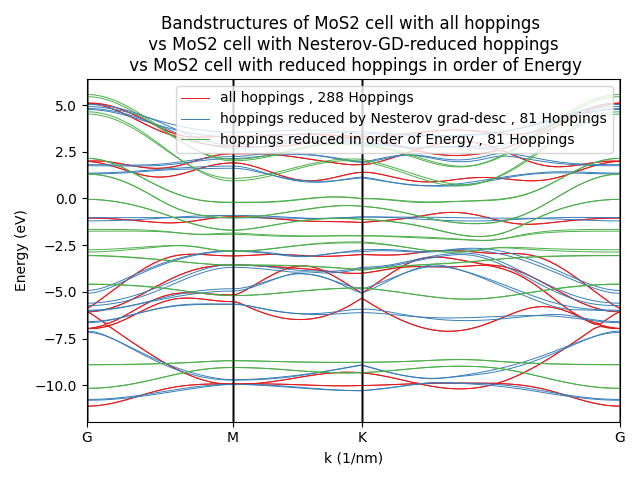 Bandstructures of MoS2 cell with all hoppings
vs MoS2 cell with Nesterov-GD-reduced hoppings
vs MoS2 cell with reduced hoppings in order of Energy
all hoppings , 288 Hoppings
hoppings reduced by Nesterov grad-desc , 81 Hoppings
hoppings reduced in order of Energy , 81 Hoppings
Energy (eV)
5.0
2.5
0.0
−2.5
−5.0
−7.5
−10.0
G M K G
k (1/nm)